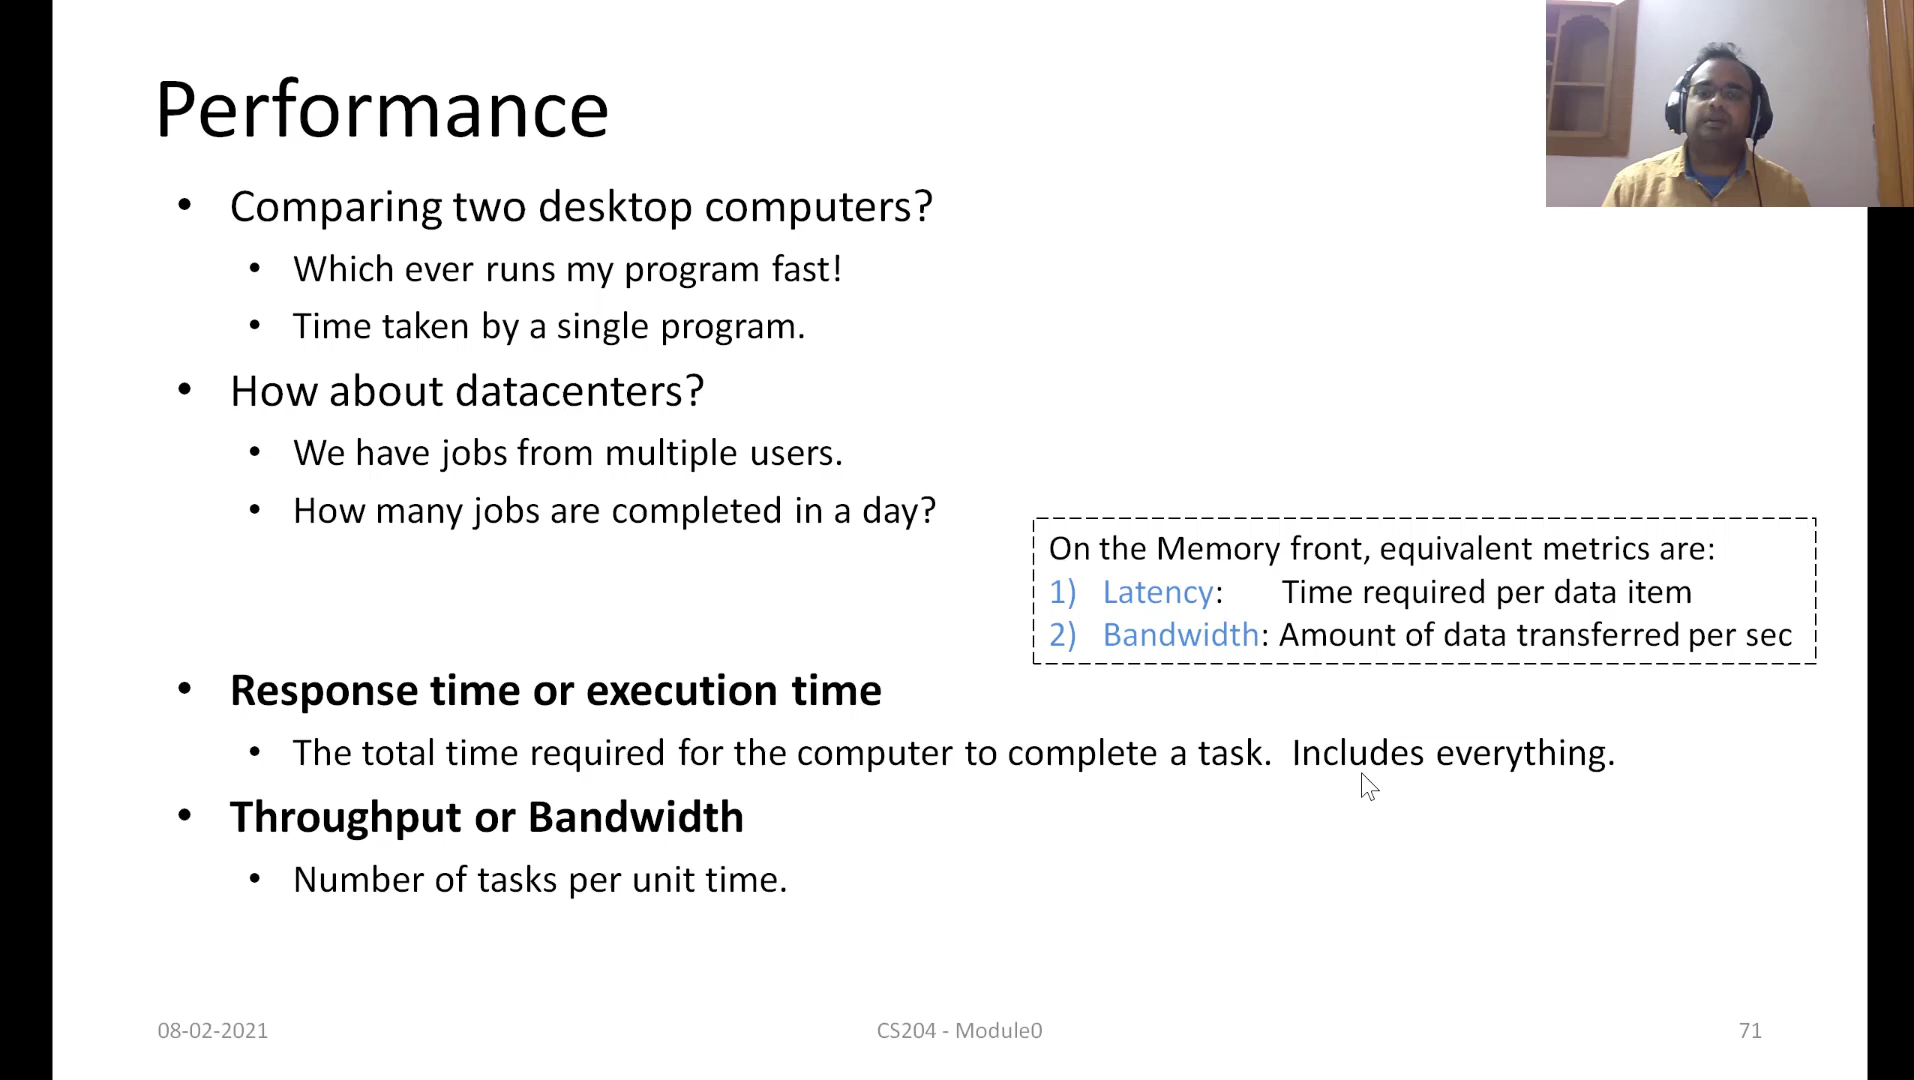 Performance
• Comparing two desktop computers?
• Which ever runs my program fast!
• Time taken by a single program.
• How about datacenters?
• We have jobs from multiple users.
• How many jobs are completed in a day?
On the Memory front, equivalent metrics are:
1) Latency: Time required per data item
2) Bandwidth: Amount of data transferred per sec
• Response time or execution time
• The total time required for the computer to complete a task. Includes everything.
• Throughput or Bandwidth
• Number of tasks per unit time.
08-02-2021 CS204 - Module0 71